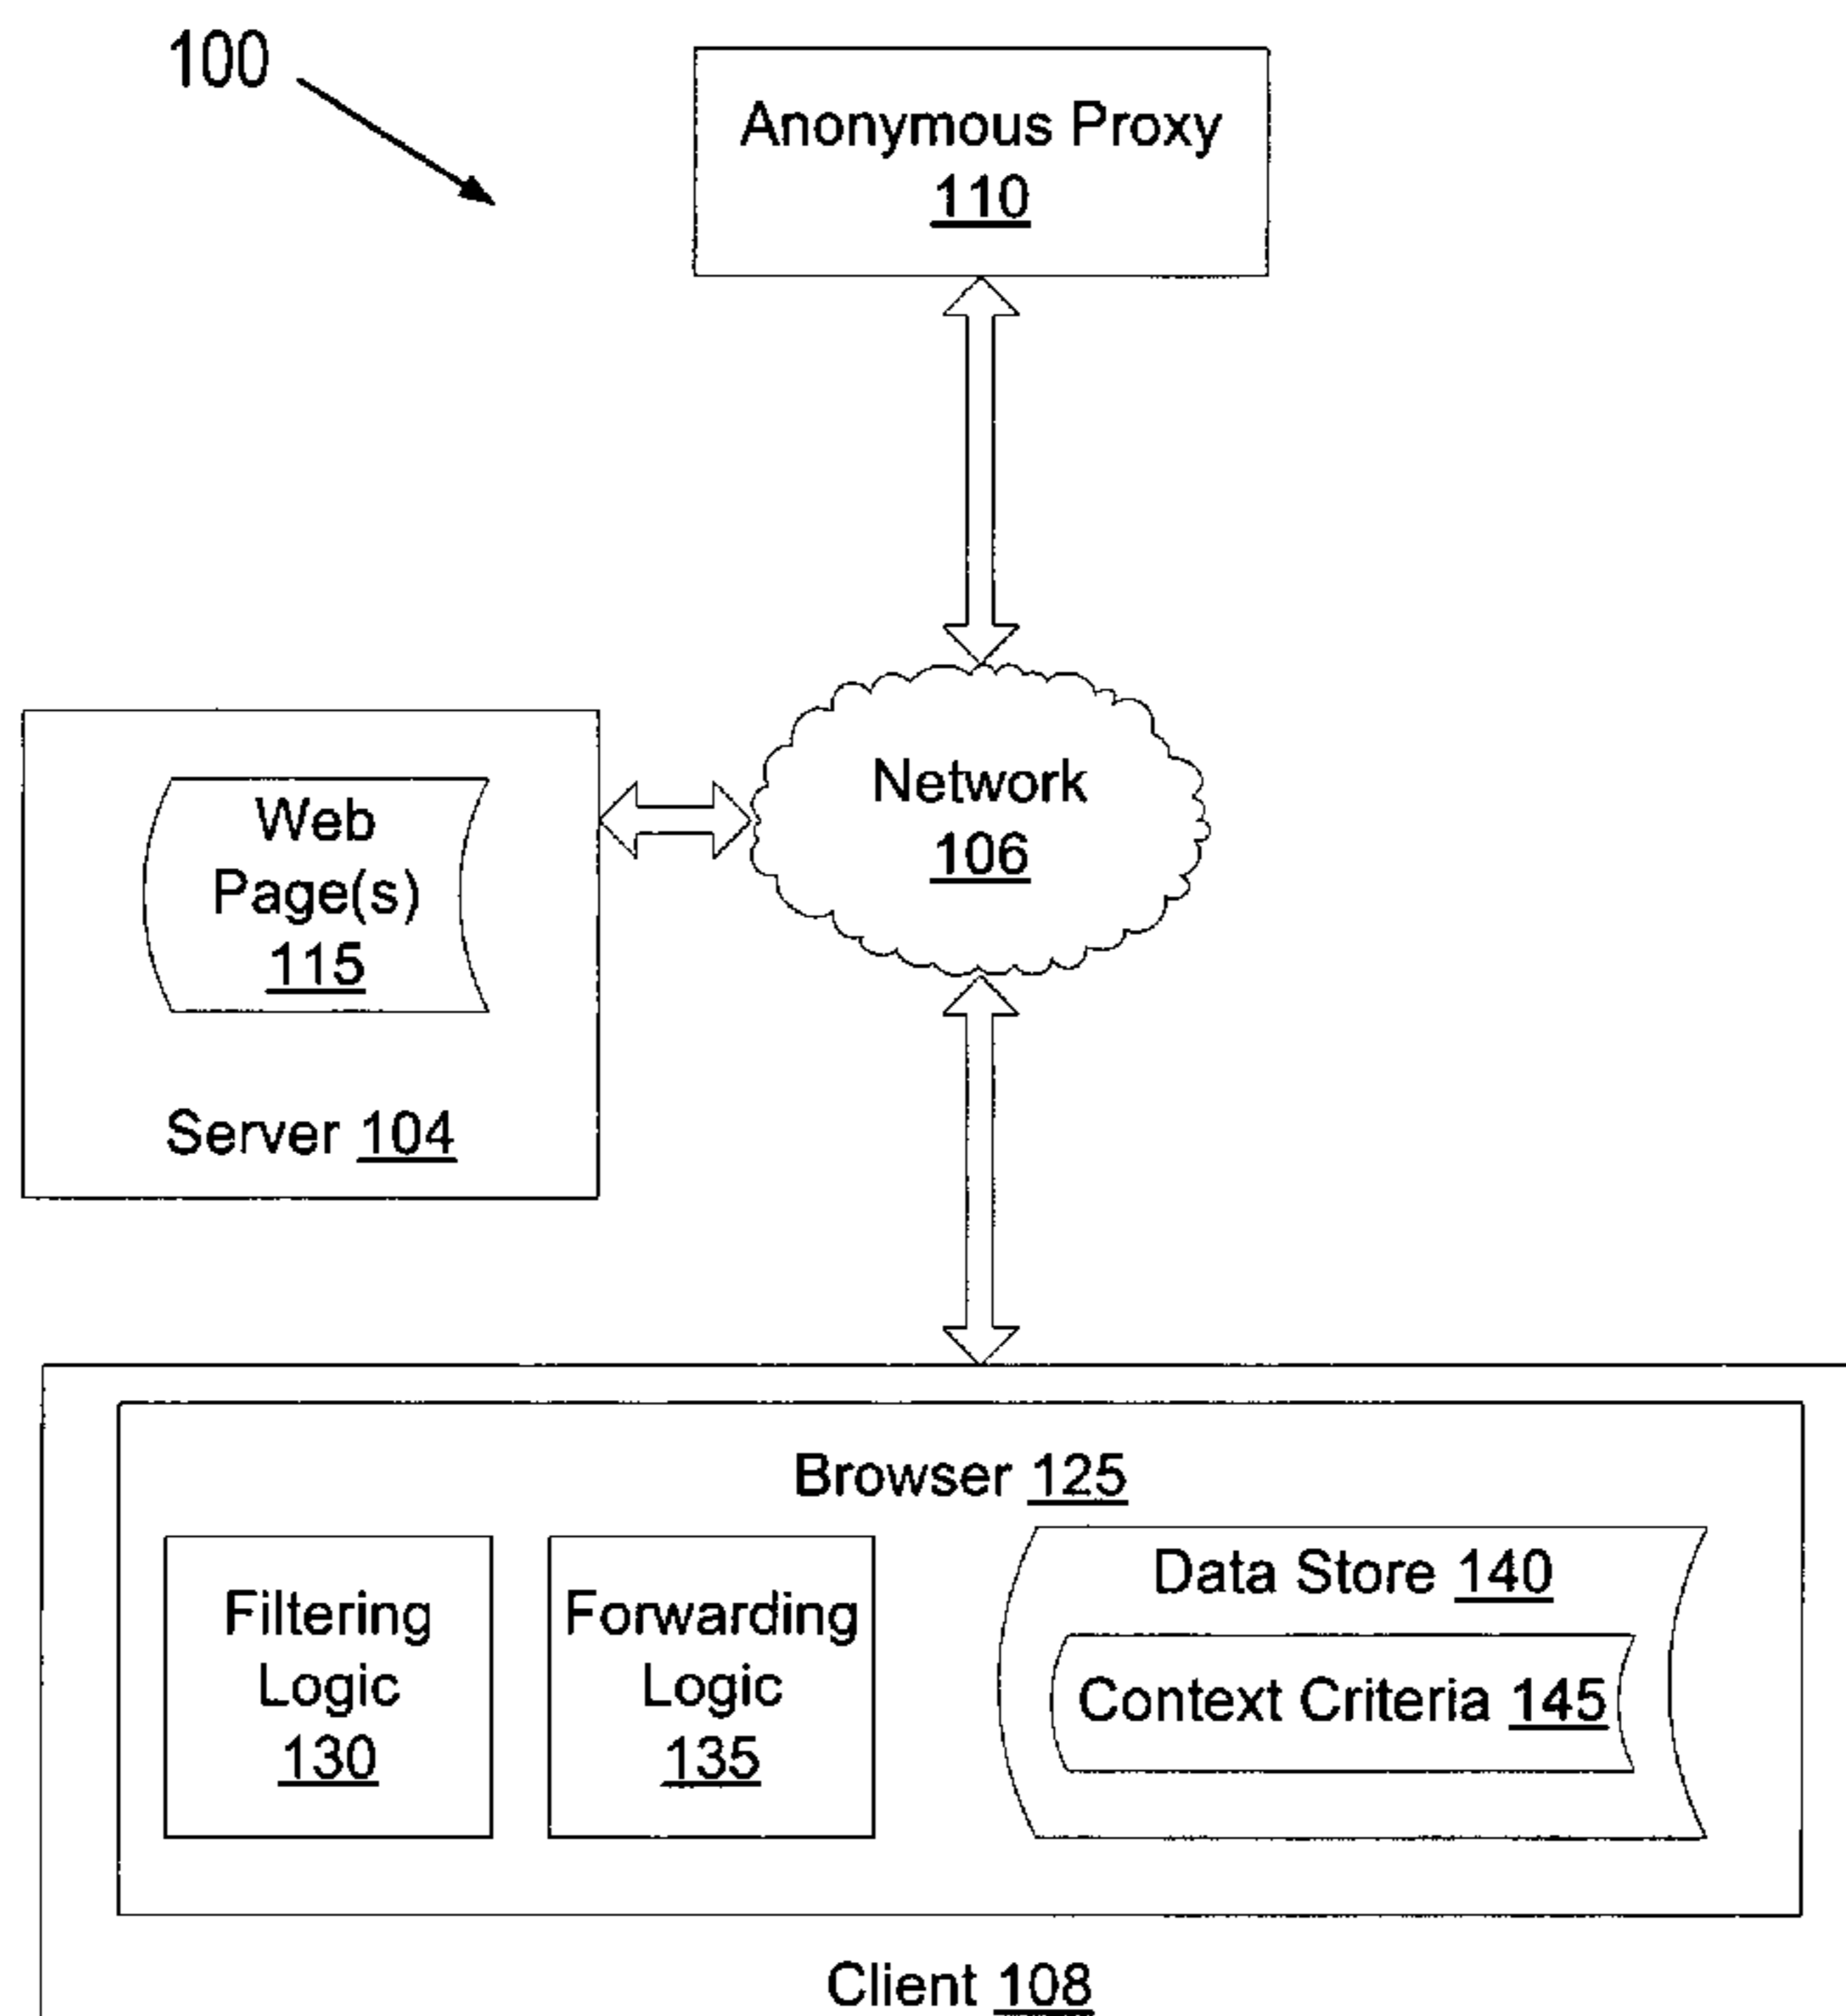 100
Anonymous Proxy
110
Network
106
Web
Page(s)
115
Server 104
Browser 125
Filtering
Logic
130
Forwarding
Logic
135
Data Store 140
Context Criteria 145
Client 108